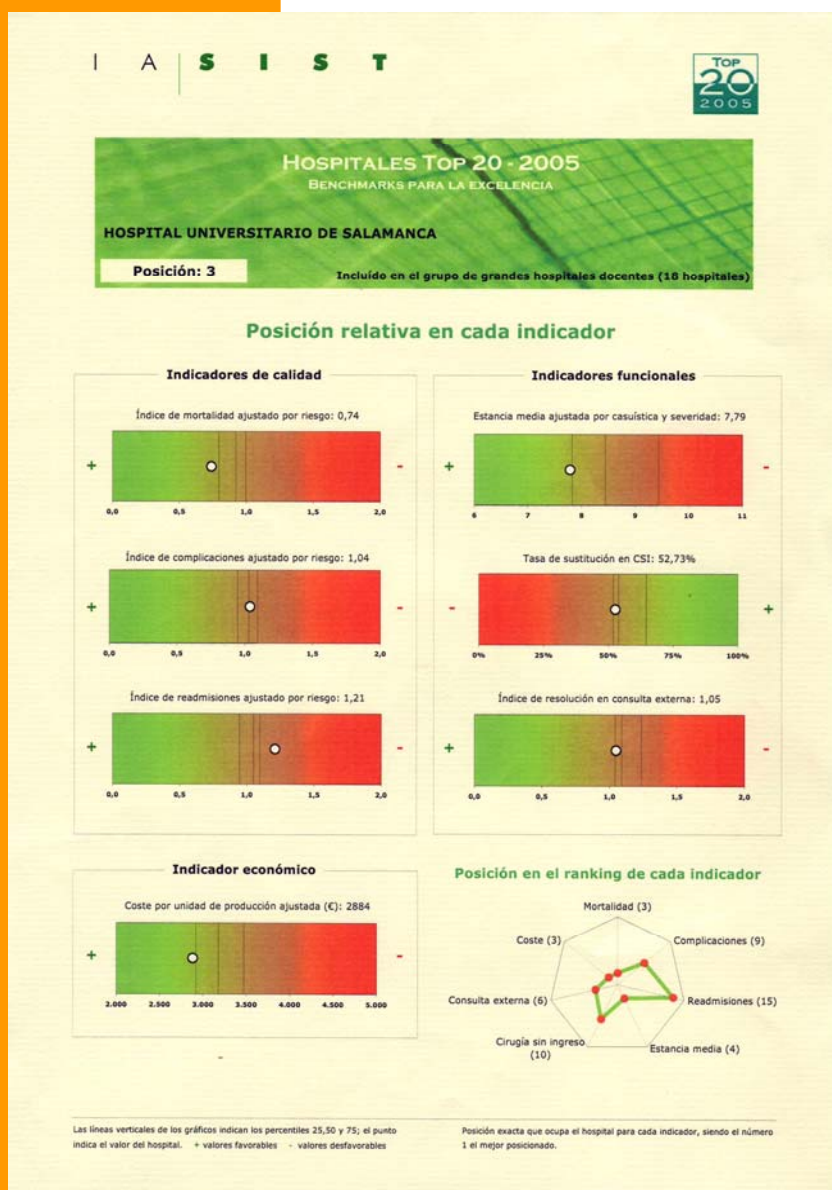 I A S I S T
TOP
20
2005
HOSPITALES TOP 20 - 2005
BENCHMARKS PARA LA EXCELENCIA
HOSPITAL UNIVERSITARIO DE SALAMANCA
Posición: 3
Incluído en el grupo de grandes hospitales docentes (18 hospitales)
Posición relativa en cada indicador
Indicadores de calidad
Índice de mortalidad ajustado por riesgo: 0,74
+ -
0,0 0,5 1,0 1,5 2,0
Índice de complicaciones ajustado por riesgo: 1,04
+ -
0,0 0,5 1,0 1,5 2,0
Índice de readmisiones ajustado por riesgo: 1,21
+ -
0,0 0,5 1,0 1,5 2,0
Indicadores funcionales
Estancia media ajustada por casuística y severidad: 7,79
+ -
6 7 8 9 10 11
Tasa de sustitución en CSI: 52,73%
- +
0% 25% 50% 75% 100%
Índice de resolución en consulta externa: 1,05
+ -
0,0 0,5 1,0 1,5 2,0
Indicador económico
Coste por unidad de producción ajustada (€): 2884
+ -
2.000 2.500 3.000 3.500 4.000 4.500 5.000
Posición en el ranking de cada indicador
Mortalidad (3)
Coste (3)
Complicaciones (9)
Consulta externa (6)
Readmisiones (15)
Cirugía sin ingreso
(10)
Estancia media (4)
Las líneas verticales de los gráficos indican los percentiles 25,50 y 75; el punto
indica el valor del hospital. + valores favorables - valores desfavorables
Posición exacta que ocupa el hospital para cada indicador, siendo el número
1 el mejor posicionado.